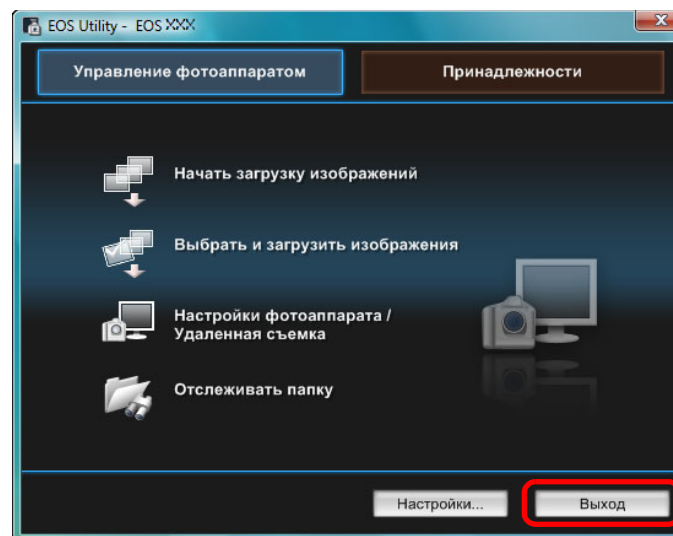 EOS Utility - EOS XXX
Управление фотоаппаратом
Принадлежности
Начать загрузку изображений
Выбрать и загрузить изображения
Настройки фотоаппарата /
Удаленная съемка
Отслеживать папку
Настройки...
Выход